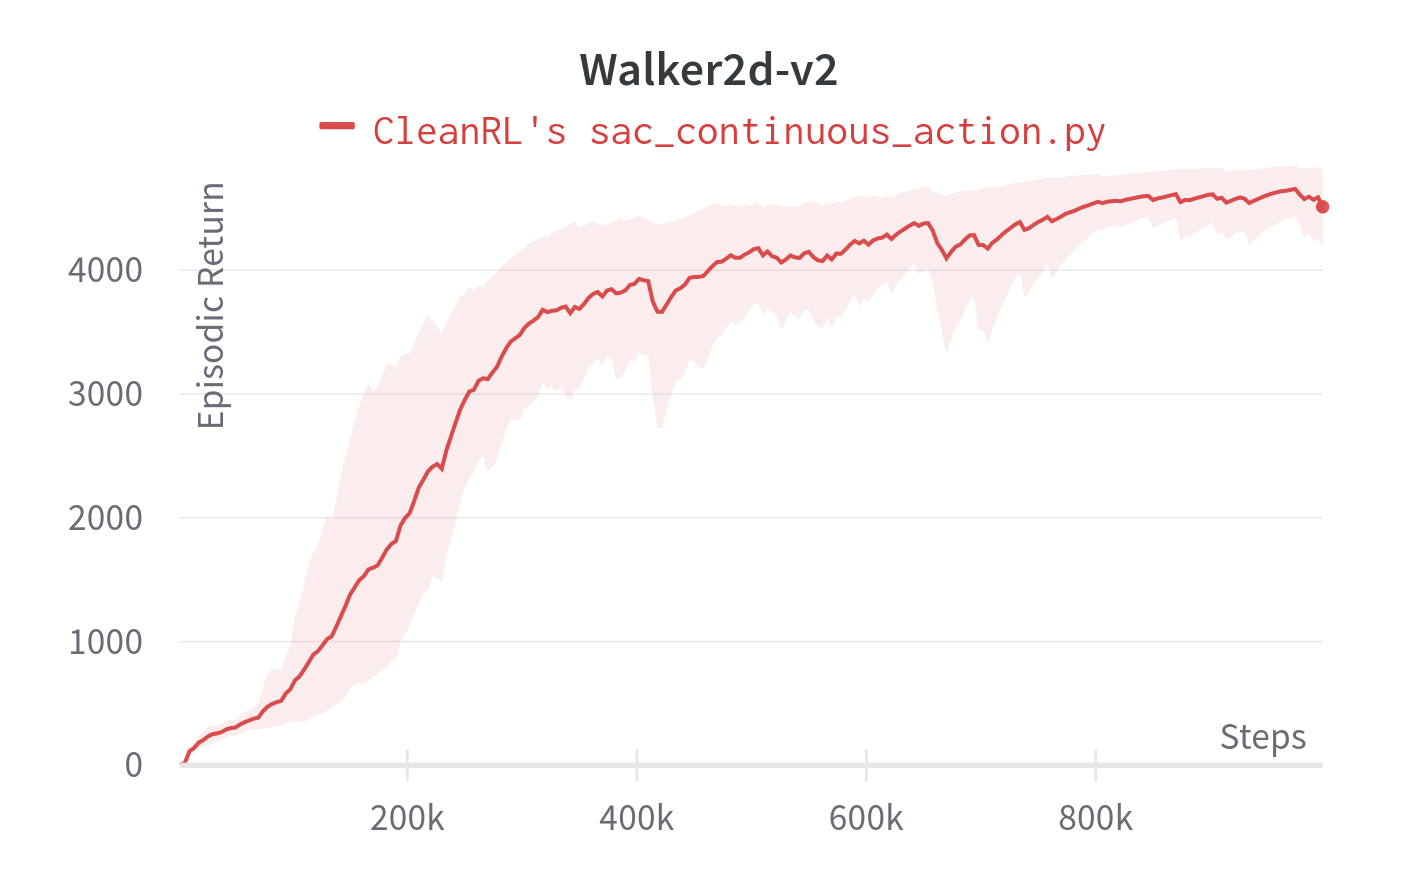 Walker2d-v2
CleanRL's sac_continuous_action.py
Episodic Return
4000
3000
2000
1000
0
Steps
200k 400k 600k 800k